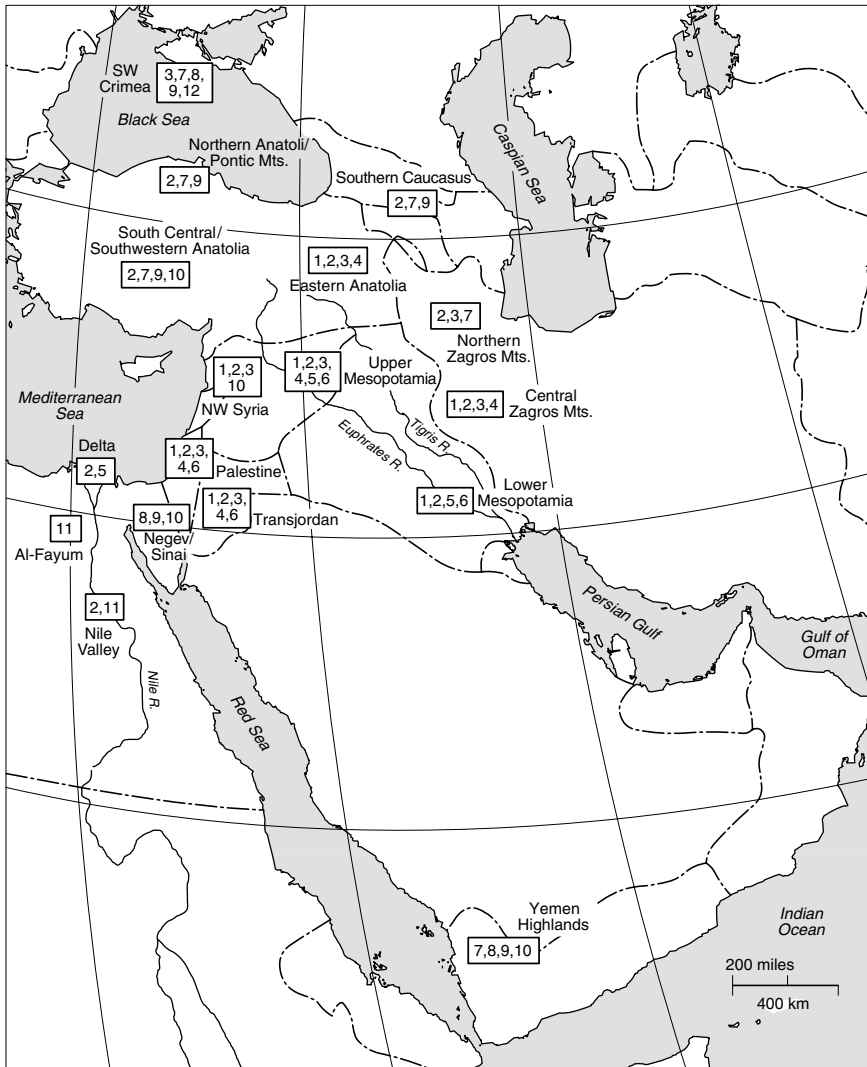 SW
Crimea
3,7,8,
9,12
Black Sea
Northern Anatoli/
Pontic Mts.
2,7,9
Caspian Sea
Southern Caucasus
2,7,9
South Central/
Southwestern Anatolia
2,7,9,10
1,2,3,4
Eastern Anatolia
2,3,7
Northern
Zagros Mts.
1,2,3
10
NW Syria
1,2,3,
4,5,6
Upper
Mesopotamia
1,2,3,4
Central
Zagros Mts.
Mediterranean
Sea
Tigris R.
Euphrates R.
Delta
2,5
1,2,3,
4,6
Palestine
1,2,3,
4,6
Transjordan
1,2,5,6
Lower
Mesopotamia
11
Al-Fayum
8,9,10
Negev/
Sinai
2,11
Nile
Valley
Nile R.
Red Sea
Persian Gulf
Gulf of
Oman
Yemen
Highlands
7,8,9,10
Indian
Ocean
200 miles
400 km